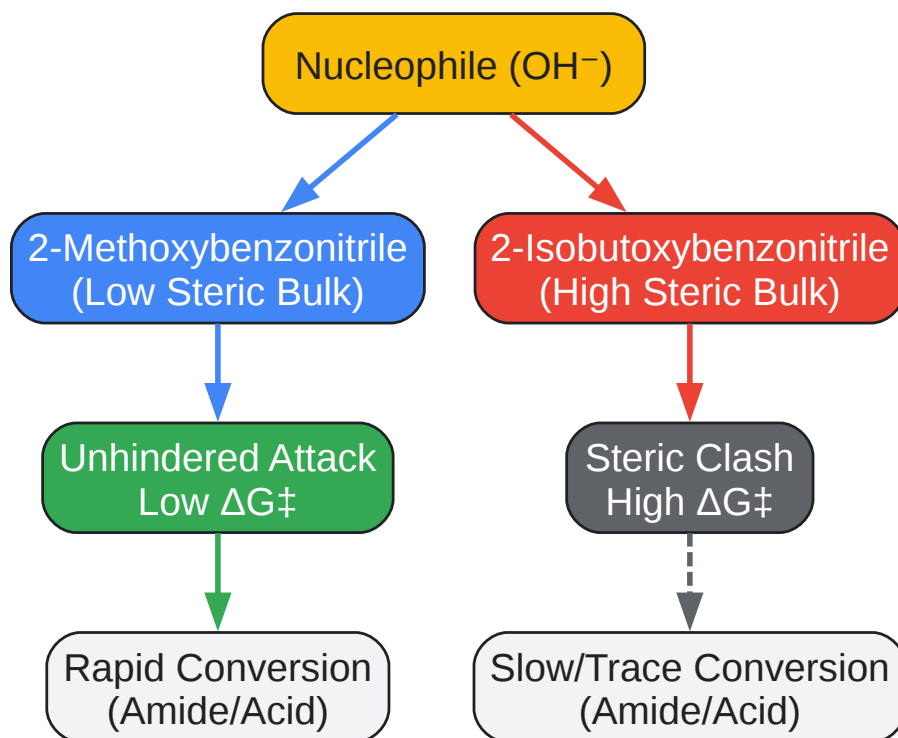 Nucleophile (OH⁻)
2-Methoxybenzonitrile
(Low Steric Bulk)
2-Isobutoxybenzonitrile
(High Steric Bulk)
Unhindered Attack
Low ΔG‡
Steric Clash
High ΔG‡
Rapid Conversion
(Amide/Acid)
Slow/Trace Conversion
(Amide/Acid)